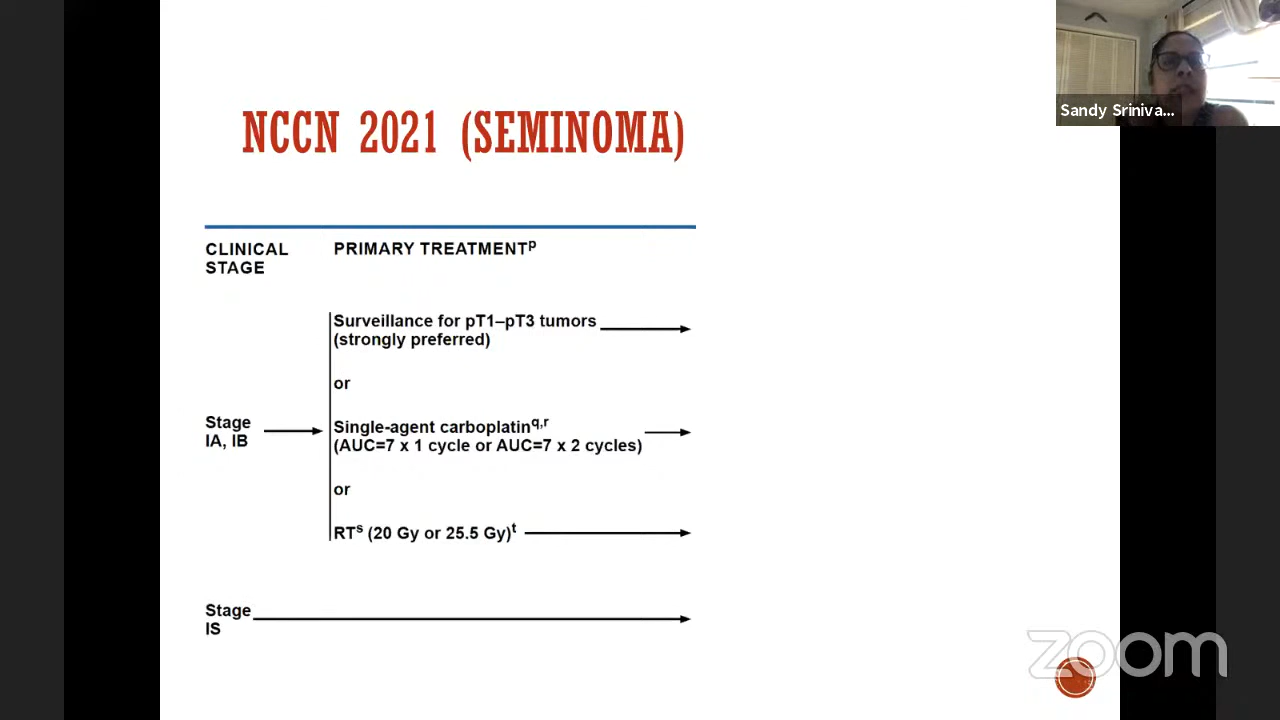 NCCN 2021 (SEMINOMA)
Sandy Sriniva...
CLINICAL
STAGE
PRIMARY TREATMENTp
Surveillance for pT1–pT3 tumors
(strongly preferred)
or
Stage
IA, IB
Single-agent carboplatinq,r
(AUC=7 x 1 cycle or AUC=7 x 2 cycles)
or
RTs (20 Gy or 25.5 Gy)t
Stage
IS
zoom